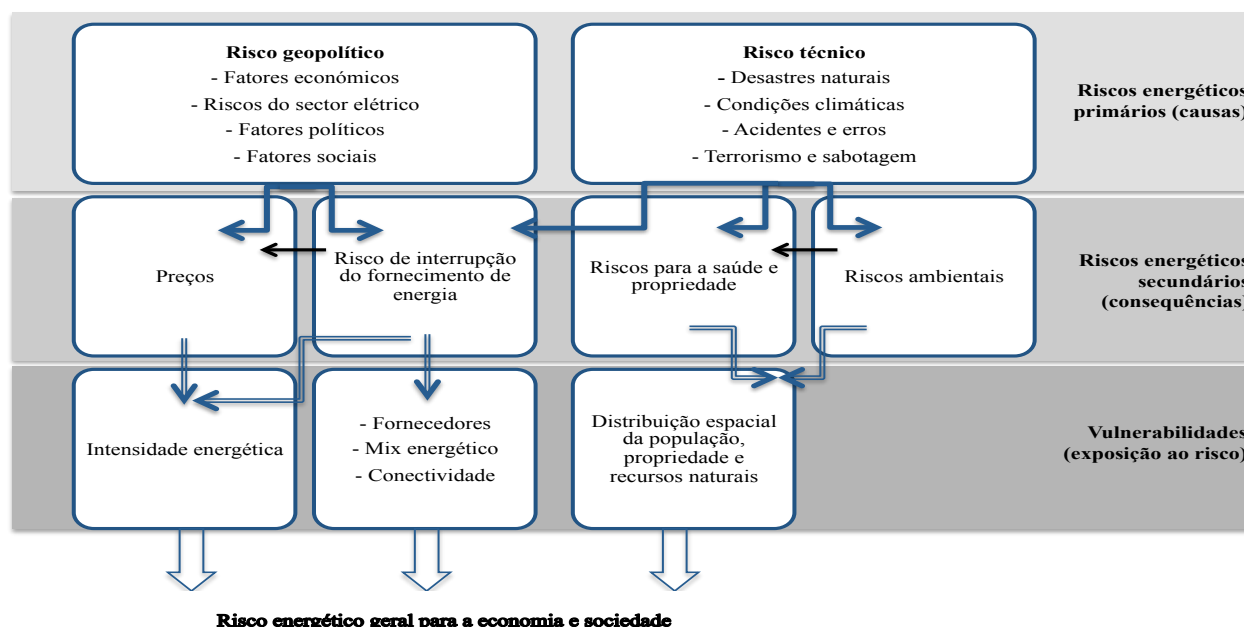 Risco geopolítico
- Fatores económicos
- Riscos do sector elétrico
- Fatores políticos
- Fatores sociais
Risco técnico
- Desastres naturais
- Condições climáticas
- Acidentes e erros
- Terrorismo e sabotagem
Riscos energéticos
primários (causas)
Preços
Risco de interrupção
do fornecimento de
energia
Riscos para a saúde e
propriedade
Riscos ambientais
Riscos energéticos
secundários
(consequências)
Intensidade energética
- Fornecedores
- Mix energético
- Conectividade
Distribuição espacial
da população,
propriedade e
recursos naturais
Vulnerabilidades
(exposição ao risco)
Risco energético geral para a economia e sociedade